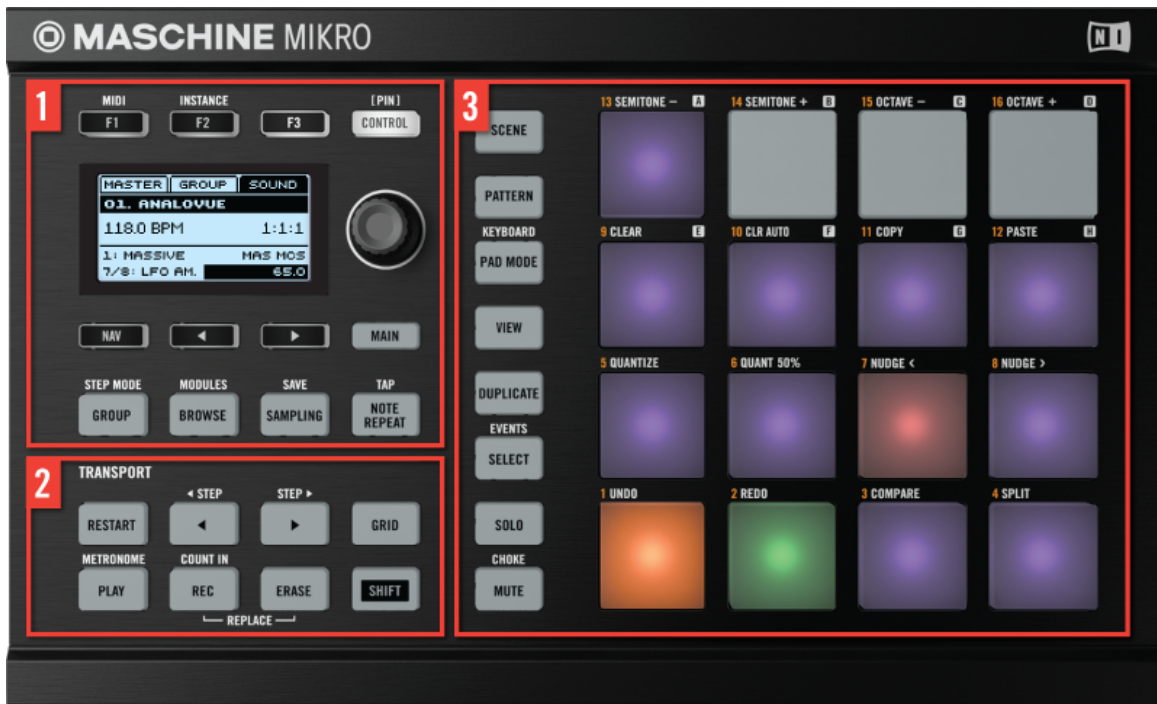 MASCHINE MIKRO
NI
1
MIDI INSTANCE [PIN]
F1 F2 F3 CONTROL
MASTER GROUP SOUND
01. ANALOVUE
118.0 BPM 1:1:1
1: MASSIVE MAS MOS
7/8: LFO AM. 65.0
NAV ◀ ▶ MAIN
STEP MODE MODULES SAVE TAP
GROUP BROWSE SAMPLING NOTE REPEAT
2
TRANSPORT
◀ STEP STEP ▶
RESTART ◀ ▶ GRID
METRONOME COUNT IN
PLAY REC ERASE SHIFT
REPLACE
3
SCENE
PATTERN
KEYBOARD
PAD MODE
VIEW
DUPLICATE
EVENTS
SELECT
SOLO
CHOKE
MUTE
13 SEMITONE – A 14 SEMITONE + B 15 OCTAVE – C 16 OCTAVE + D
9 CLEAR E 10 CLR AUTO F 11 COPY G 12 PASTE H
5 QUANTIZE 6 QUANT 50% 7 NUDGE < 8 NUDGE >
1 UNDO 2 REDO 3 COMPARE 4 SPLIT